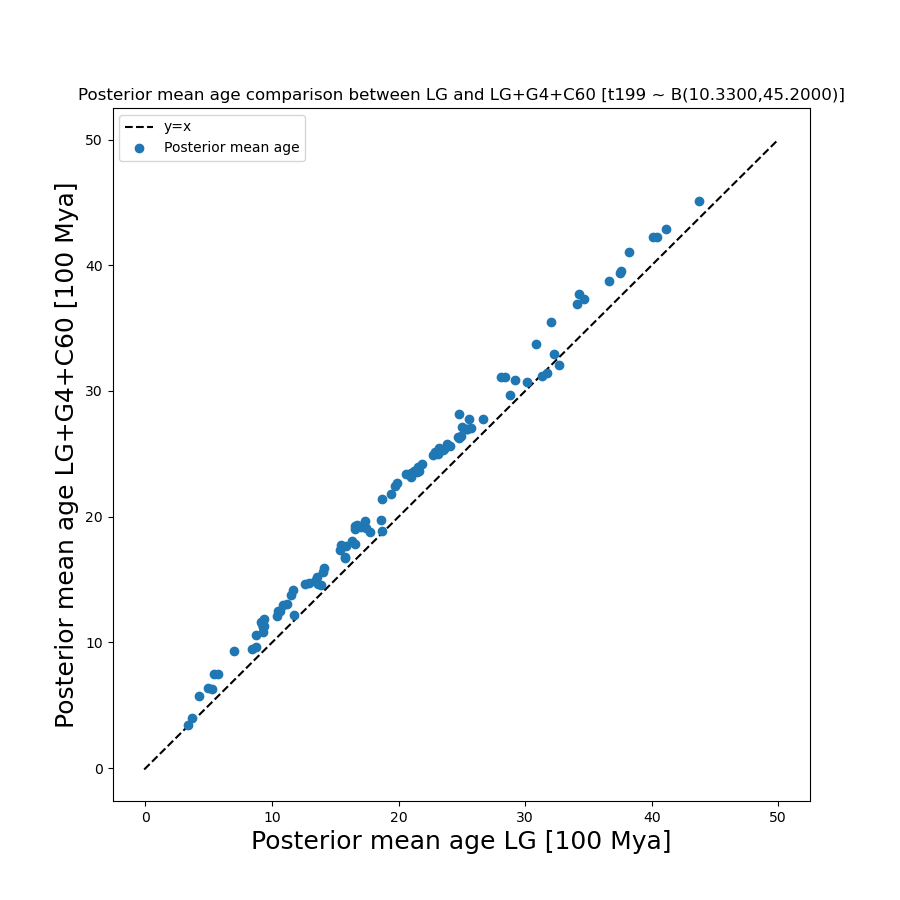 Posterior mean age comparison between LG and LG+G4+C60 [t199 ~ B(10.3300,45.2000)]
y=x
Posterior mean age
50
40
30
20
10
0
Posterior mean age LG+G4+C60 [100 Mya]
0 10 20 30 40 50
Posterior mean age LG [100 Mya]